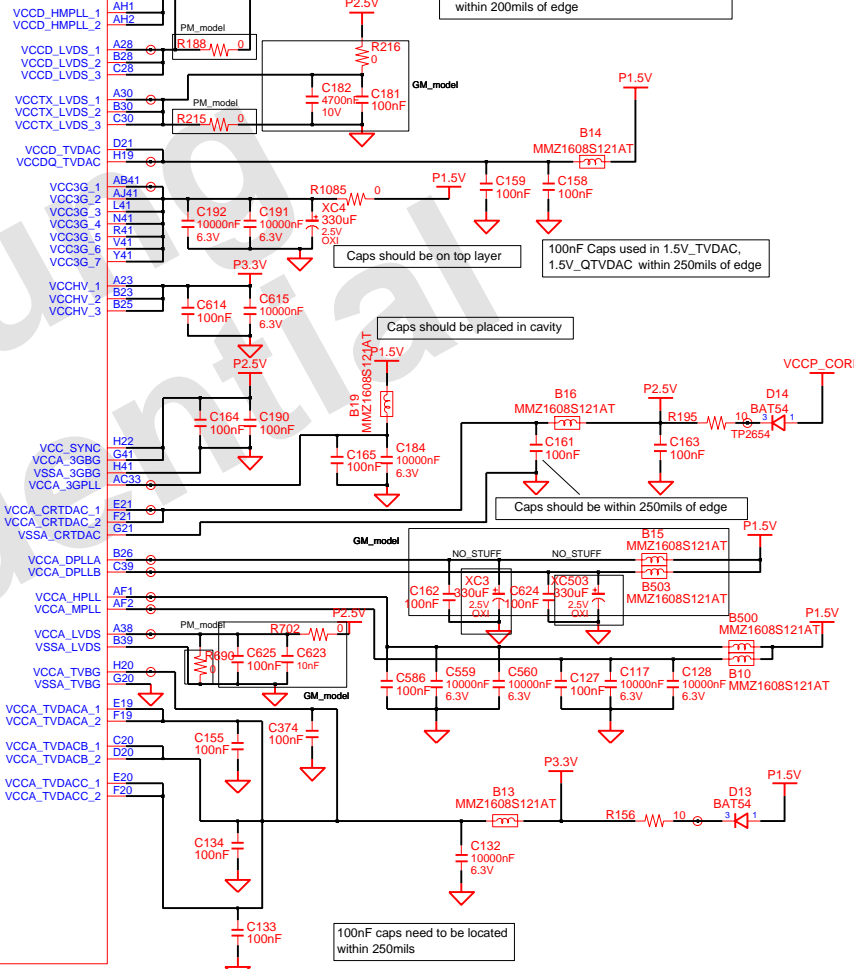 VCCD_HMPLL_1 AH1
VCCD_HMPLL_2 AH2
P2.5V
within 200mils of edge
PM_model
VCCD_LVDS_1 A28
VCCD_LVDS_2 B28
VCCD_LVDS_3 C28
R188 0
R216
0
GM_model
VCCTX_LVDS_1 A30
VCCTX_LVDS_2 B30
VCCTX_LVDS_3 C30
PM_model
R215 0
C182
4700nF
10V
C181
100nF
P1.5V
B14
MMZ1608S121AT
VCCD_TVDAC D21
VCCDQ_TVDAC H19
C159
100nF
C158
100nF
VCC3G_1 AB41
VCC3G_2 AJ41
VCC3G_3 L41
VCC3G_4 N41
VCC3G_5 R41
VCC3G_6 V41
VCC3G_7 Y41
R1085 0
P1.5V
C192
10000nF
6.3V
C191
10000nF
6.3V
XC4
330uF
2.5V
OXI
Caps should be on top layer
100nF Caps used in 1.5V_TVDAC,
1.5V_QTVDAC within 250mils of edge
P3.3V
VCCHV_1 A23
VCCHV_2 B23
VCCHV_3 B25
C614
100nF
C615
10000nF
6.3V
Caps should be placed in cavity
P2.5V
P1.5V
B19
MMZ1608S121AT
VCCP_COR
C164
100nF
C190
100nF
B16
MMZ1608S121AT
P2.5V
R195 10
TP2654
D14
BAT54
3 1
VCC_SYNC H22
VCCA_3GBG G41
VSSA_3GBG H41
VCCA_3GPLL AC33
C165
100nF
C184
10000nF
6.3V
C161
100nF
C163
100nF
VCCA_CRTDAC_1 E21
VCCA_CRTDAC_2 F21
VSSA_CRTDAC G21
Caps should be within 250mils of edge
GM_model
NO_STUFF
NO_STUFF
B15
MMZ1608S121AT
P1.5V
VCCA_DPLLA B26
VCCA_DPLLB C39
C162
100nF
XC3
330uF
2.5V
OXI
C624
100nF
XC503
330uF
2.5V
OXI
B503
MMZ1608S121AT
VCCA_HPLL AF1
VCCA_MPLL AF2
P2.5V
B500
MMZ1608S121AT
P1.5V
VCCA_LVDS A38
VSSA_LVDS B39
PM_model
R690
0
R702 0
C625
100nF
C623
10nF
GM_model
B10
MMZ1608S121AT
VCCA_TVBG H20
VSSA_TVBG G20
C586
100nF
C559
10000nF
6.3V
C560
10000nF
6.3V
C127
100nF
C117
10000nF
6.3V
C128
10000nF
6.3V
VCCA_TVDACA_1 E19
VCCA_TVDACA_2 F19
C155
100nF
C374
100nF
VCCA_TVDACB_1 C20
VCCA_TVDACB_2 D20
VCCA_TVDACC_1 E20
VCCA_TVDACC_2 F20
P3.3V
B13
MMZ1608S121AT
R156 10
D13
BAT54
3 1
P1.5V
C134
100nF
C132
10000nF
6.3V
C133
100nF
100nF caps need to be located
within 250mils